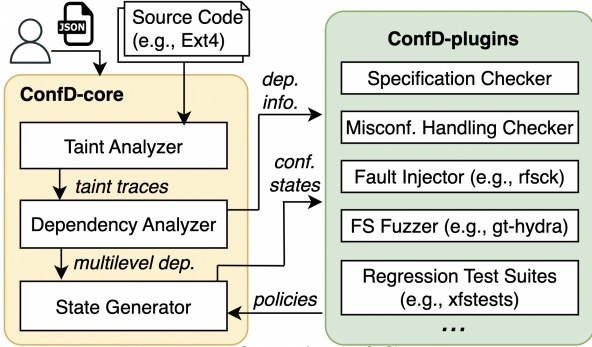 JSON
Source Code
(e.g., Ext4)
ConfD-core
Taint Analyzer
taint traces
Dependency Analyzer
multilevel dep.
State Generator
dep.
info.
conf.
states
policies
ConfD-plugins
Specification Checker
Misconf. Handling Checker
Fault Injector (e.g., rfsck)
FS Fuzzer (e.g., gt-hydra)
Regression Test Suites
(e.g., xfstests)
...